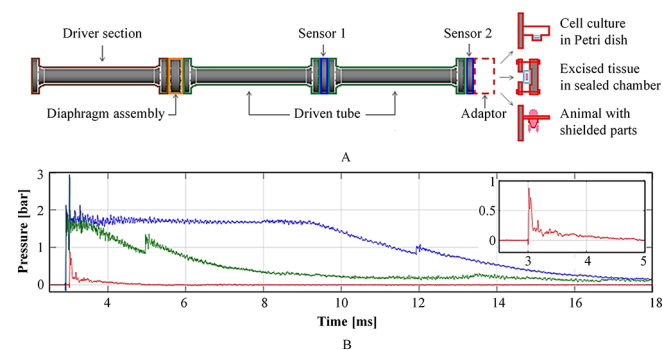 Driver section
Sensor 1
Sensor 2
Cell culture
in Petri dish
Excised tissue
in sealed chamber
Diaphragm assembly
Driven tube
Adaptor
Animal with
shielded parts
A
Pressure [bar]
3
2
1
0
1
0.5
0
3
4
5
4
6
8
10
12
14
16
18
Time [ms]
B